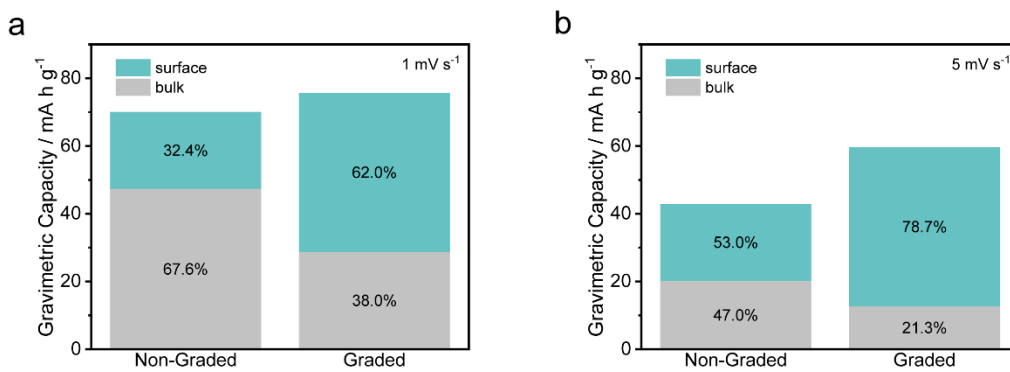 a
Gravimetric Capacity / mA h g⁻¹
80
60
40
20
0
surface
bulk
1 mV s⁻¹
32.4%
67.6%
62.0%
38.0%
Non-Graded
Graded
b
Gravimetric Capacity / mA h g⁻¹
80
60
40
20
0
surface
bulk
5 mV s⁻¹
53.0%
47.0%
78.7%
21.3%
Non-Graded
Graded